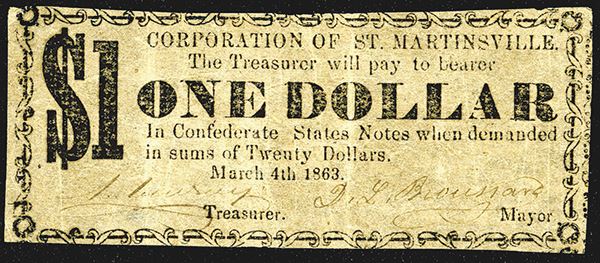 $1
CORPORATION OF ST. MARTINSVILLE.
The Treasurer will pay to bearer
ONE DOLLAR
In Confederate States Notes when demanded
in sums of Twenty Dollars.
March 4th 1863.
D. L. Broussard
Treasurer. Mayor